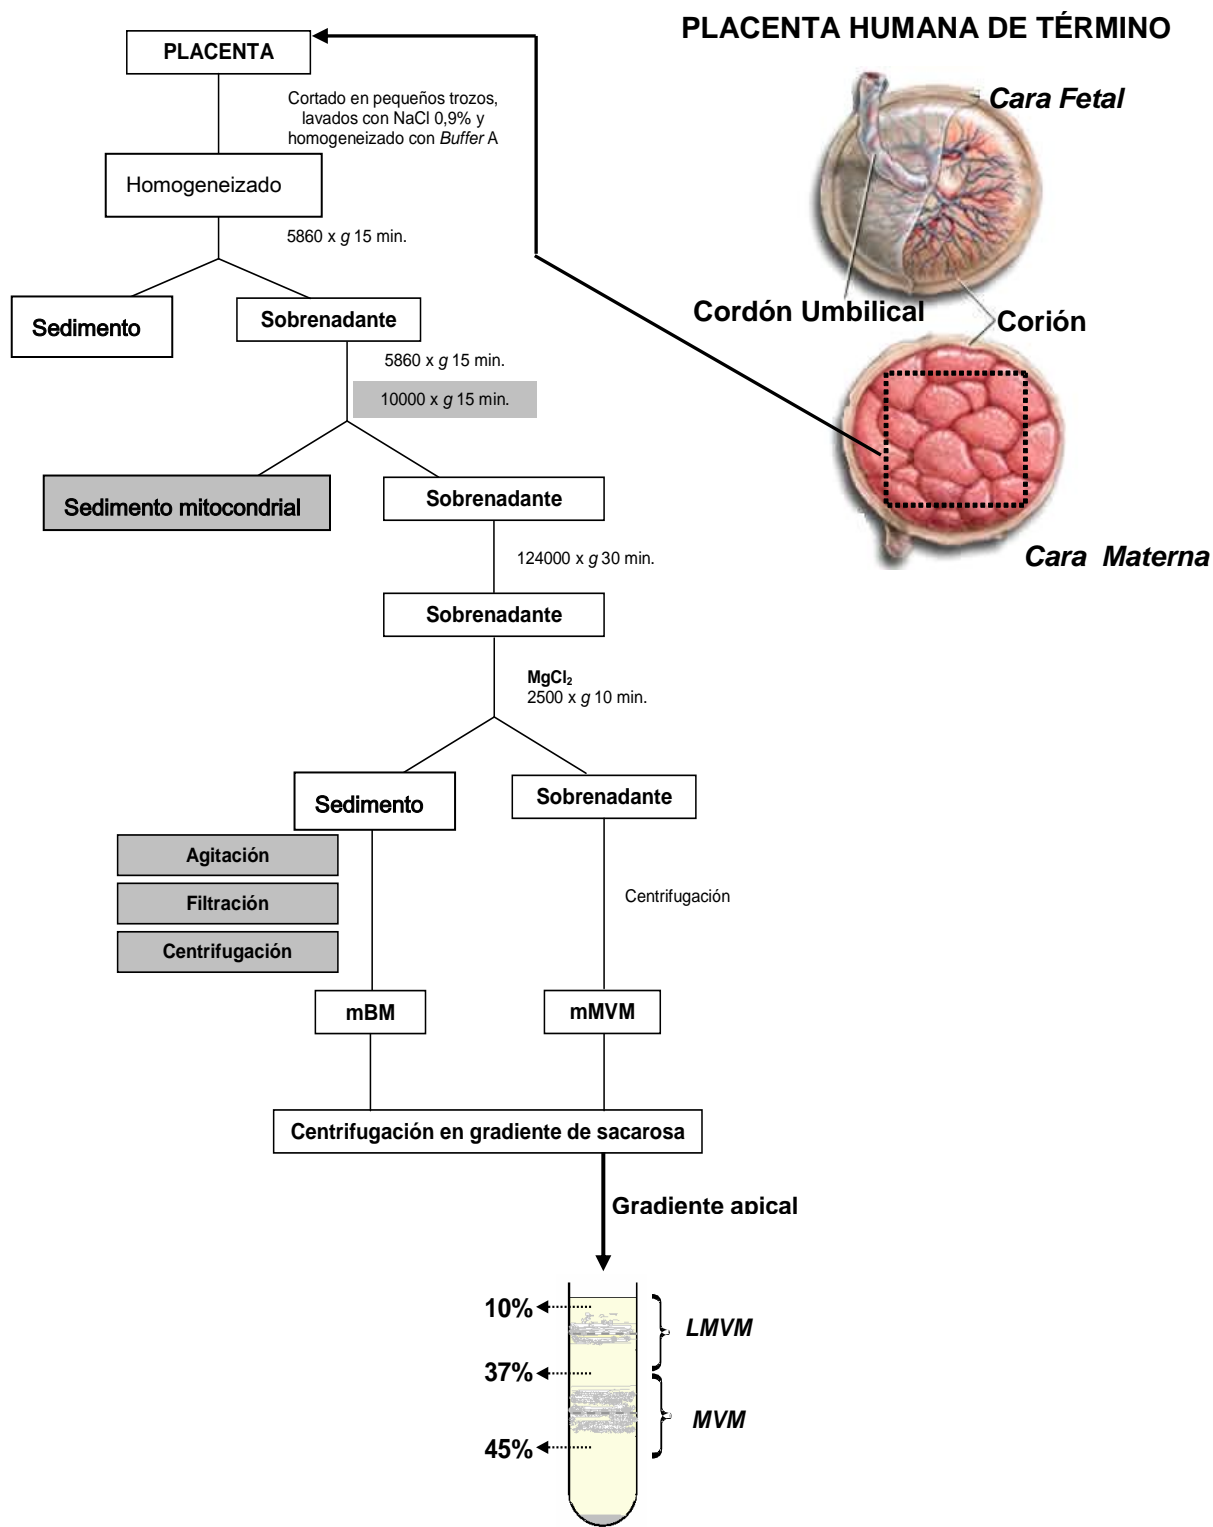 PLACENTA HUMANA DE TÉRMINO
PLACENTA
Cara Fetal
Cortado en pequeños trozos,
lavados con NaCl 0,9% y
homogeneizado con Buffer A
Homogeneizado
5860 x g 15 min.
Cordón Umbilical
Corión
Sedimento
Sobrenadante
5860 x g 15 min.
10000 x g 15 min.
Sedimento mitocondrial
Sobrenadante
Cara Materna
124000 x g 30 min.
Sobrenadante
MgCl₂
2500 x g 10 min.
Sedimento
Sobrenadante
Agitación
Filtración
Centrifugación
Centrifugación
mBM
mMVM
Centrifugación en gradiente de sacarosa
Gradiente apical
10%
LMVM
37%
MVM
45%